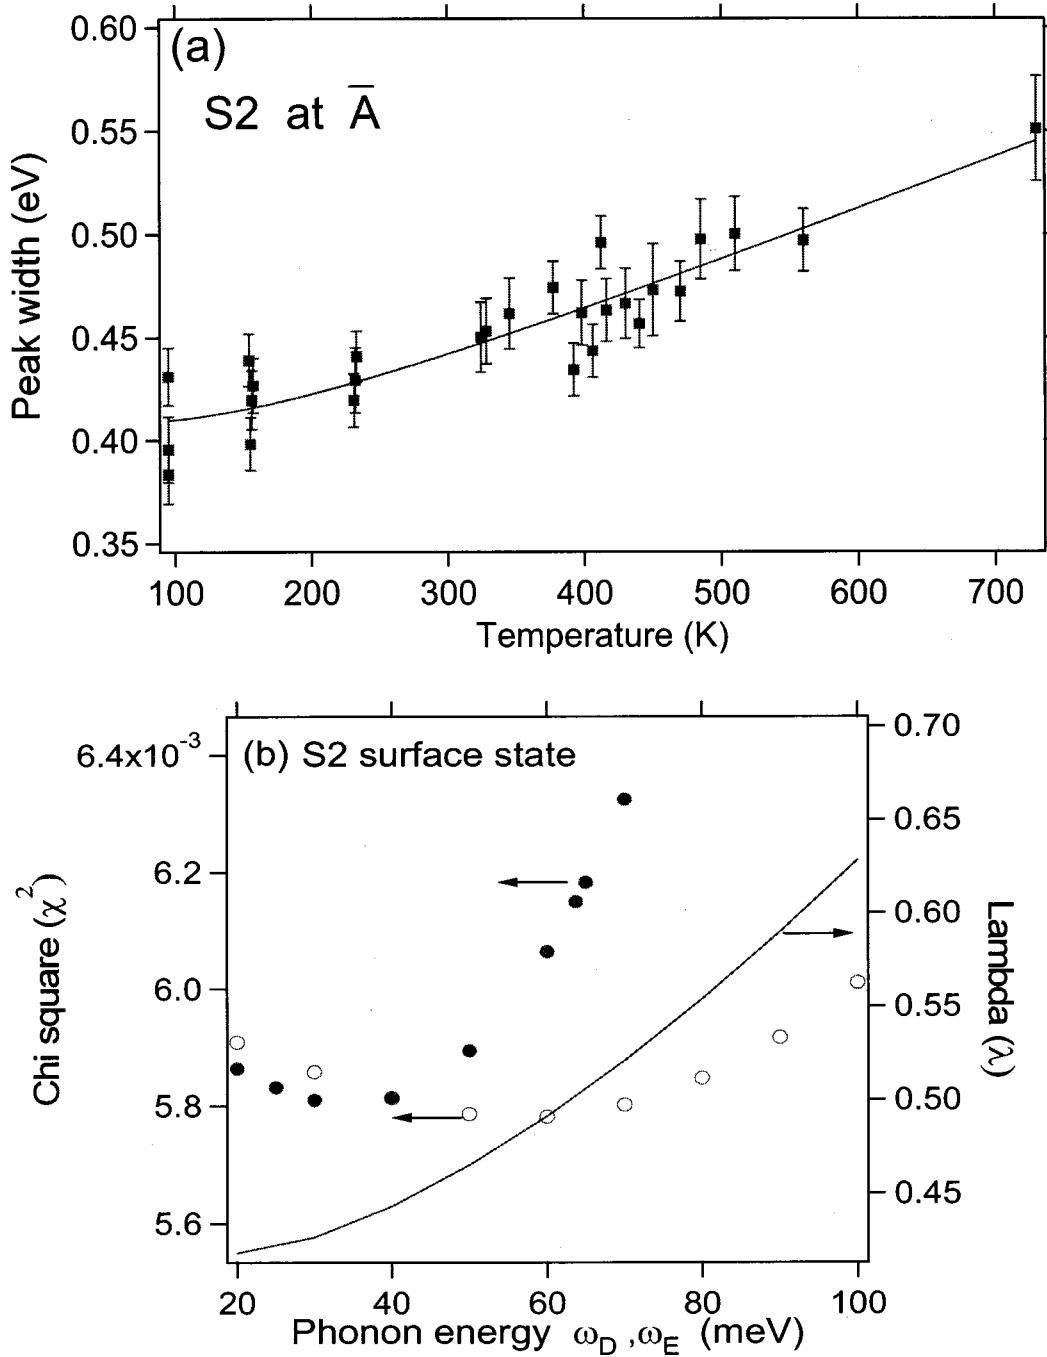 (a)
S2 at A̅
0.60
0.55
0.50
0.45
0.40
0.35
Peak width (eV)
100 200 300 400 500 600 700
Temperature (K)
(b) S2 surface state
6.4x10⁻³
6.2
6.0
5.8
5.6
Chi square (χ²)
0.70
0.65
0.60
0.55
0.50
0.45
Lambda (λ)
20 40 60 80 100
Phonon energy ω_D ,ω_E (meV)